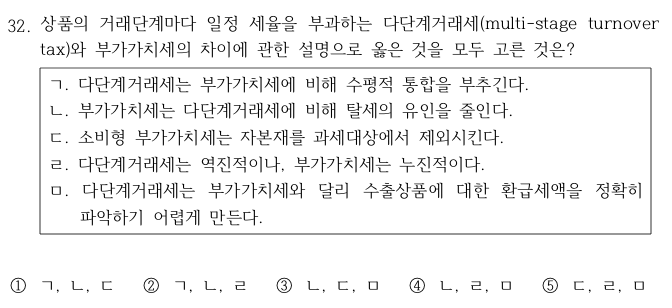 32. 상품의 거래단계마다 일정 세율을 부과하는 다단계거래세(multi-stage turnover
tax)와 부가가치세의 차이에 관한 설명으로 옳은 것을 모두 고른 것은?
ㄱ. 다단계거래세는 부가가치세에 비해 수평적 통합을 부추긴다.
ㄴ. 부가가치세는 다단계거래세에 비해 탈세의 유인을 줄인다.
ㄷ. 소비형 부가가치세는 자본재를 과세대상에서 제외시킨다.
ㄹ. 다단계거래세는 역진적이나, 부가가치세는 누진적이다.
ㅁ. 다단계거래세는 부가가치세와 달리 수출상품에 대한 환급세액을 정확히
파악하기 어렵게 만든다.
① ㄱ, ㄴ, ㄷ ② ㄱ, ㄴ, ㄹ ③ ㄴ, ㄷ, ㅁ ④ ㄴ, ㄹ, ㅁ ⑤ ㄷ, ㄹ, ㅁ